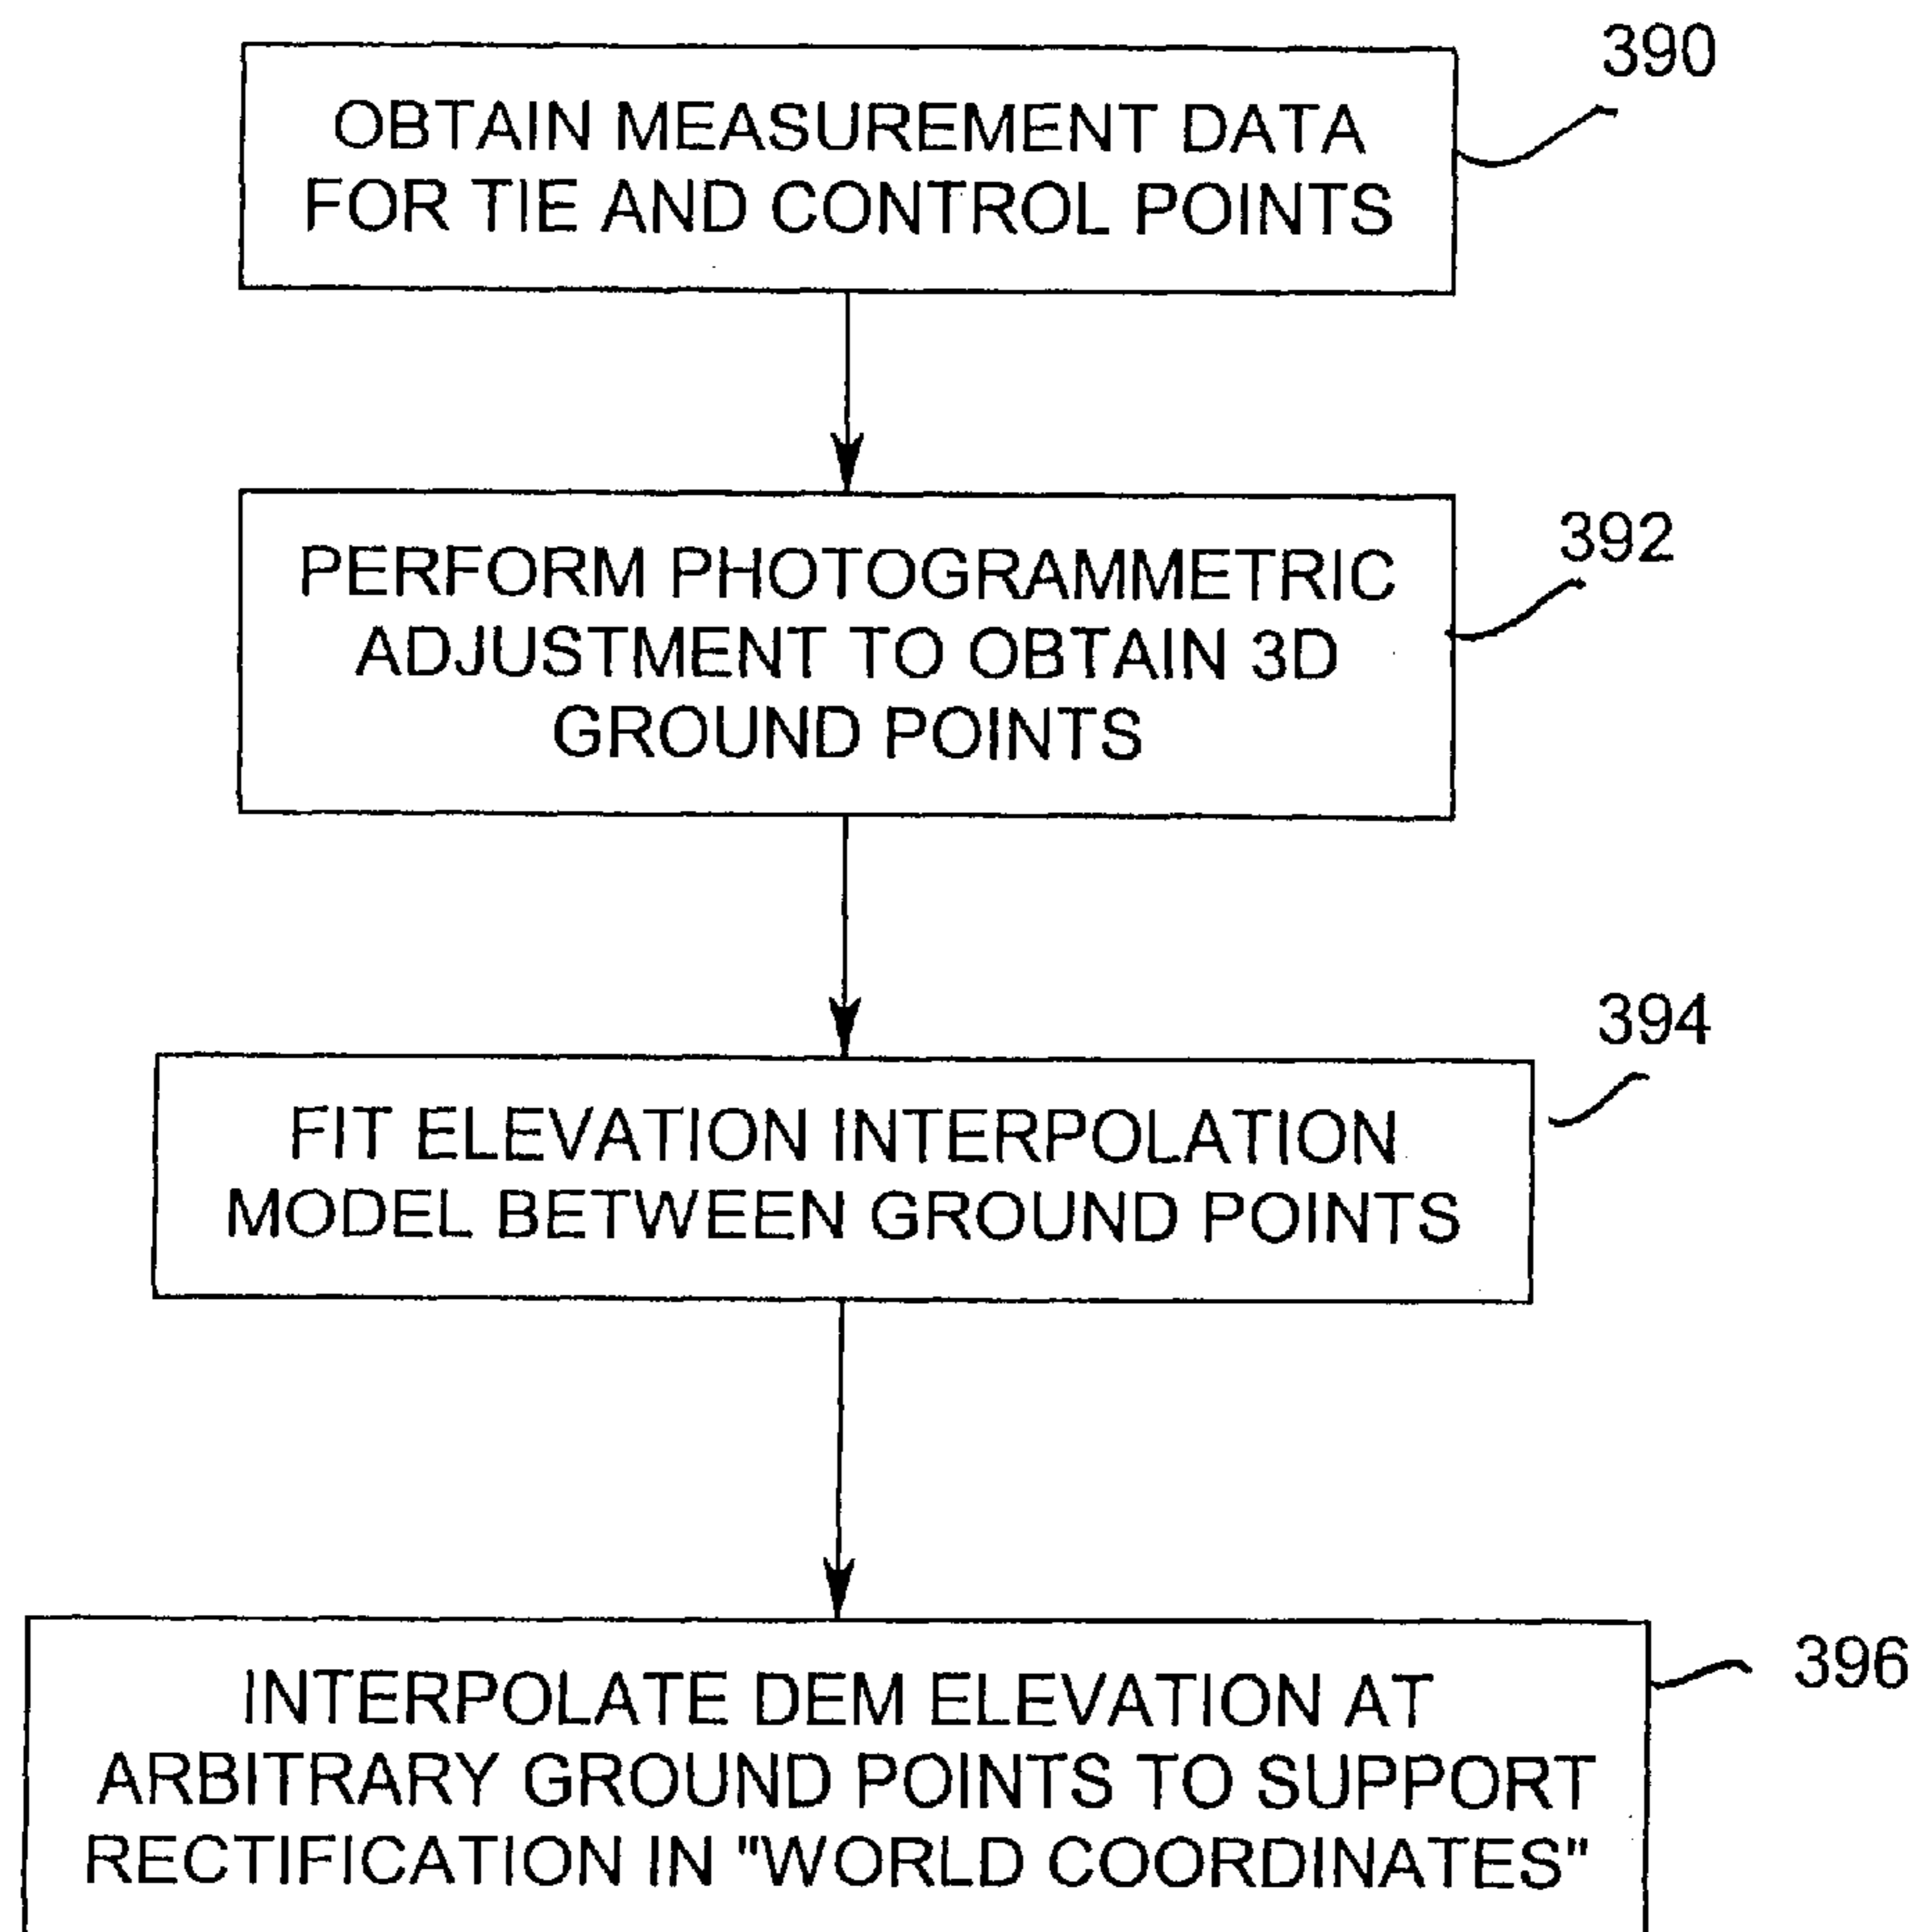 390
OBTAIN MEASUREMENT DATA
FOR TIE AND CONTROL POINTS
392
PERFORM PHOTOGRAMMETRIC
ADJUSTMENT TO OBTAIN 3D
GROUND POINTS
394
FIT ELEVATION INTERPOLATION
MODEL BETWEEN GROUND POINTS
396
INTERPOLATE DEM ELEVATION AT
ARBITRARY GROUND POINTS TO SUPPORT
RECTIFICATION IN "WORLD COORDINATES"